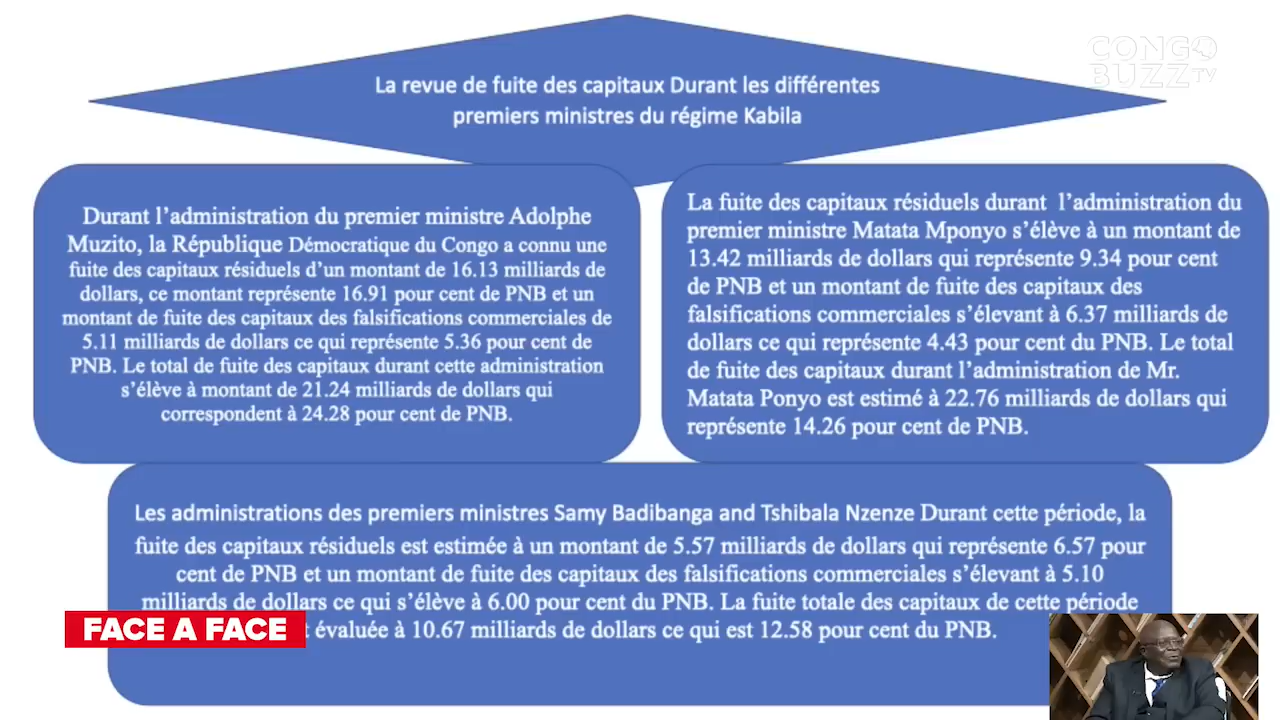 CONGO
BUZZ TV
La revue de fuite des capitaux Durant les différentes
premiers ministres du régime Kabila
Durant l’administration du premier ministre Adolphe
Muzito, la République Démocratique du Congo a connu une
fuite des capitaux résiduels d’un montant de 16.13 milliards de
dollars, ce montant représente 16.91 pour cent de PNB et un
montant de fuite des capitaux des falsifications commerciales de
5.11 milliards de dollars ce qui représente 5.36 pour cent de
PNB. Le total de fuite des capitaux durant cette administration
s’élève à montant de 21.24 milliards de dollars qui
correspondent à 24.28 pour cent de PNB.
La fuite des capitaux résiduels durant l’administration du
premier ministre Matata Mponyo s’élève à un montant de
13.42 milliards de dollars qui représente 9.34 pour cent
de PNB et un montant de fuite des capitaux des
falsifications commerciales s’élevant à 6.37 milliards de
dollars ce qui représente 4.43 pour cent du PNB. Le total
de fuite des capitaux durant l’administration de Mr.
Matata Ponyo est estimé à 22.76 milliards de dollars qui
représente 14.26 pour cent de PNB.
Les administrations des premiers ministres Samy Badibanga and Tshibala Nzenze Durant cette période, la
fuite des capitaux résiduels est estimée à un montant de 5.57 milliards de dollars qui représente 6.57 pour
cent de PNB et un montant de fuite des capitaux des falsifications commerciales s’élevant à 5.10
milliards de dollars ce qui s’élève à 6.00 pour cent du PNB. La fuite totale des capitaux de cette période
t évaluée à 10.67 milliards de dollars ce qui est 12.58 pour cent du PNB.
FACE A FACE